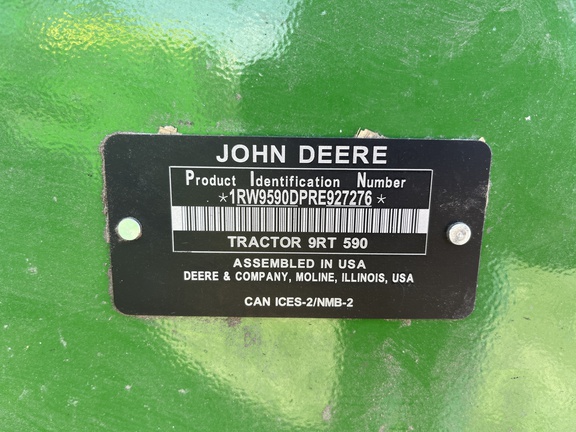 JOHN DEERE
Product Identification Number
*1RW9590DPRE927276*
TRACTOR 9RT 590
ASSEMBLED IN USA
DEERE & COMPANY, MOLINE, ILLINOIS, USA
CAN ICES-2/NMB-2